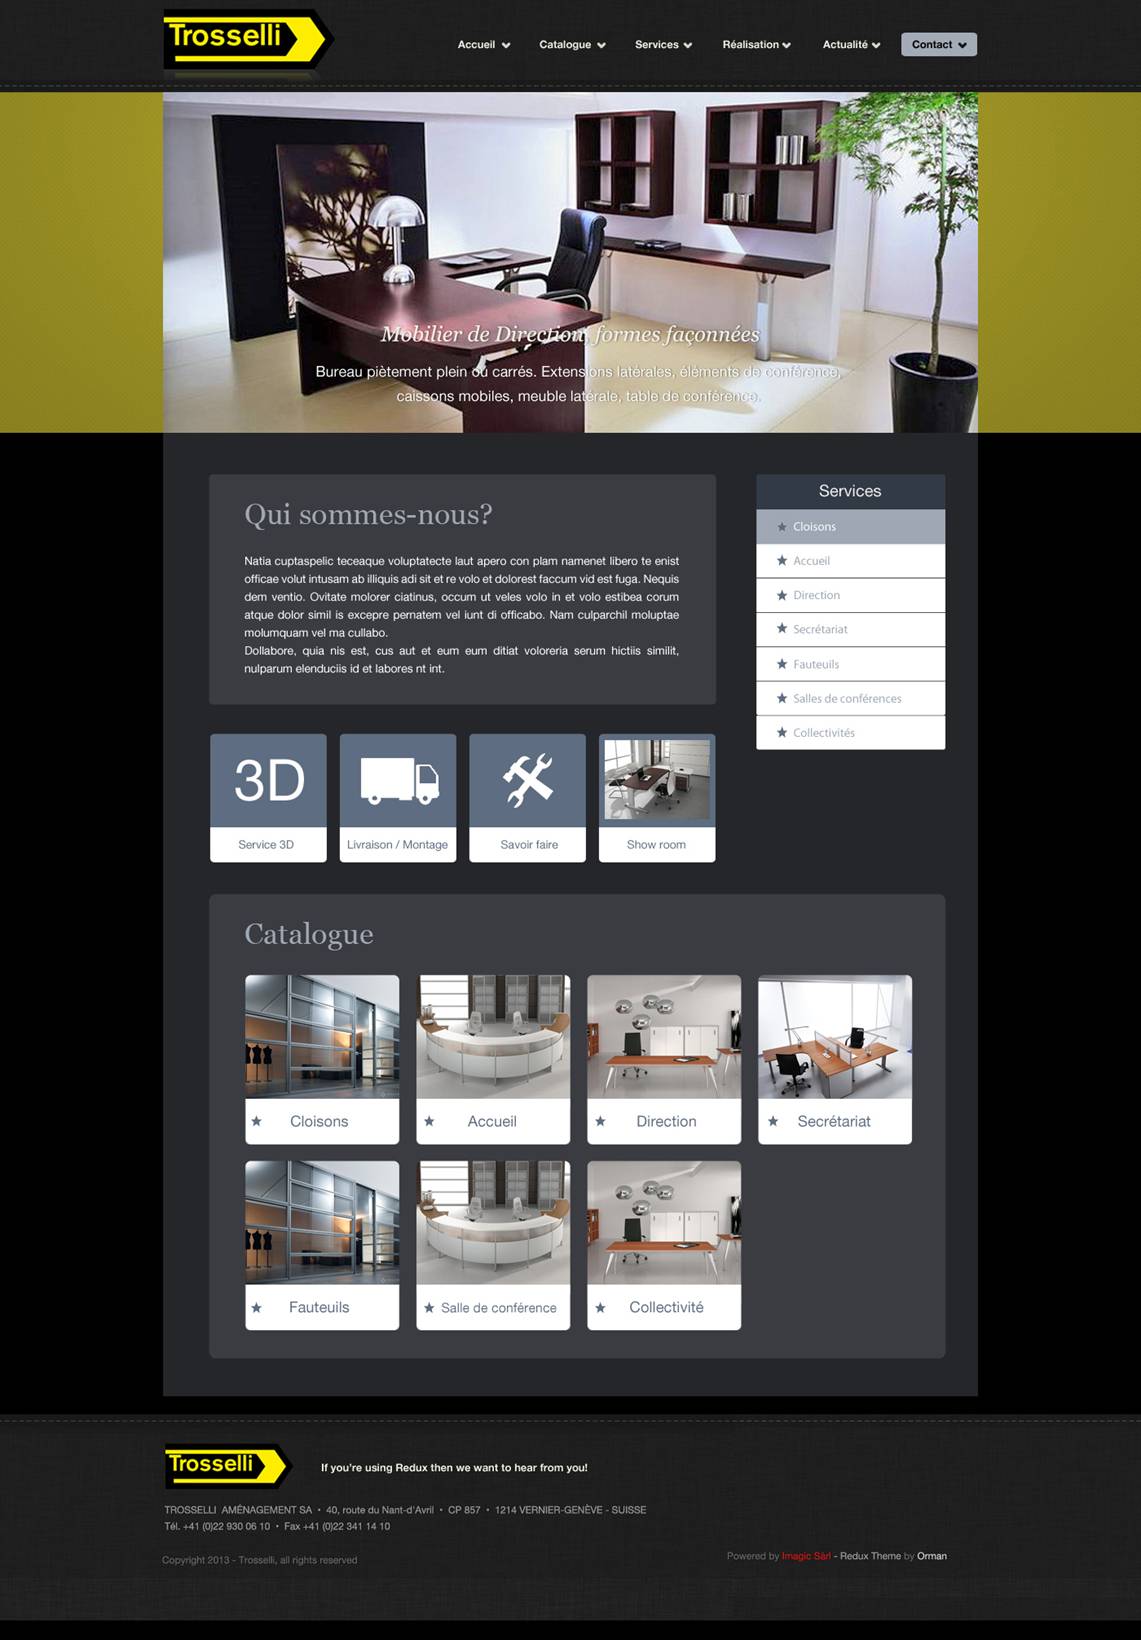 Trosselli
Accueil Catalogue Services Réalisation Actualité Contact
Mobilier de Direction, formes façonnées
Bureau piètement plein ou carrés. Extensions latérales, éléments de conférence,
caissons mobiles, meuble latérale, table de conférence.
Qui sommes-nous?
Natia cuptaspelic teceaque voluptatecte laut apero con plam namenet libero te enist
officae volut intusam ab illiquis adi sit et re volo et dolorest faccum vid est fuga. Nequis
dem ventio. Ovitate molorer ciatinus, occum ut veles volo in et volo estibea corum
atque dolor simil is excepre pernatem vel iunt di officabo. Nam culparchil moluptae
molumquam vel ma cullabo.
Dollabore, quia nis est, cus aut et eum eum ditiat voloreria serum hictiis similit,
nulparum elenduciis id et labores nt int.
Services
Cloisons
Accueil
Direction
Secrétariat
Fauteuils
Salles de conférences
Collectivités
3D
Service 3D
Livraison / Montage
Savoir faire
Show room
Catalogue
Cloisons
Accueil
Direction
Secrétariat
Fauteuils
Salle de conférence
Collectivité
Trosselli
If you're using Redux then we want to hear from you!
TROSSELLI AMÉNAGEMENT SA • 40, route du Nant-d'Avril • CP 857 • 1214 VERNIER-GENÈVE - SUISSE
Tél. +41 (0)22 930 06 10 • Fax +41 (0)22 341 14 10
Copyright 2013 - Trosselli, all rights reserved
Powered by Imagic Sàrl - Redux Theme by Orman